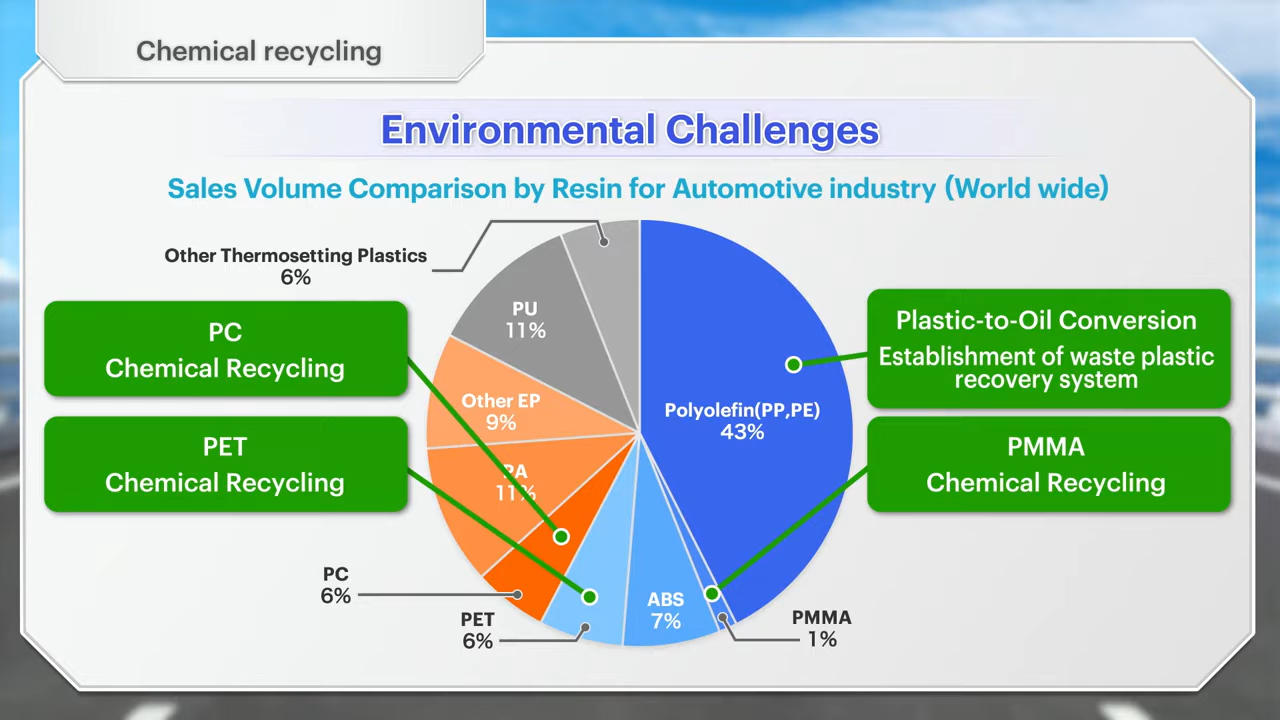 Chemical recycling
Environmental Challenges
Sales Volume Comparison by Resin for Automotive industry (World wide)
Other Thermosetting Plastics
6%
PU
11%
PC
Chemical Recycling
Plastic-to-Oil Conversion
Establishment of waste plastic
recovery system
Other EP
9%
Polyolefin(PP,PE)
43%
PET
Chemical Recycling
PMMA
Chemical Recycling
PA
11%
PC
6%
PET
6%
ABS
7%
PMMA
1%